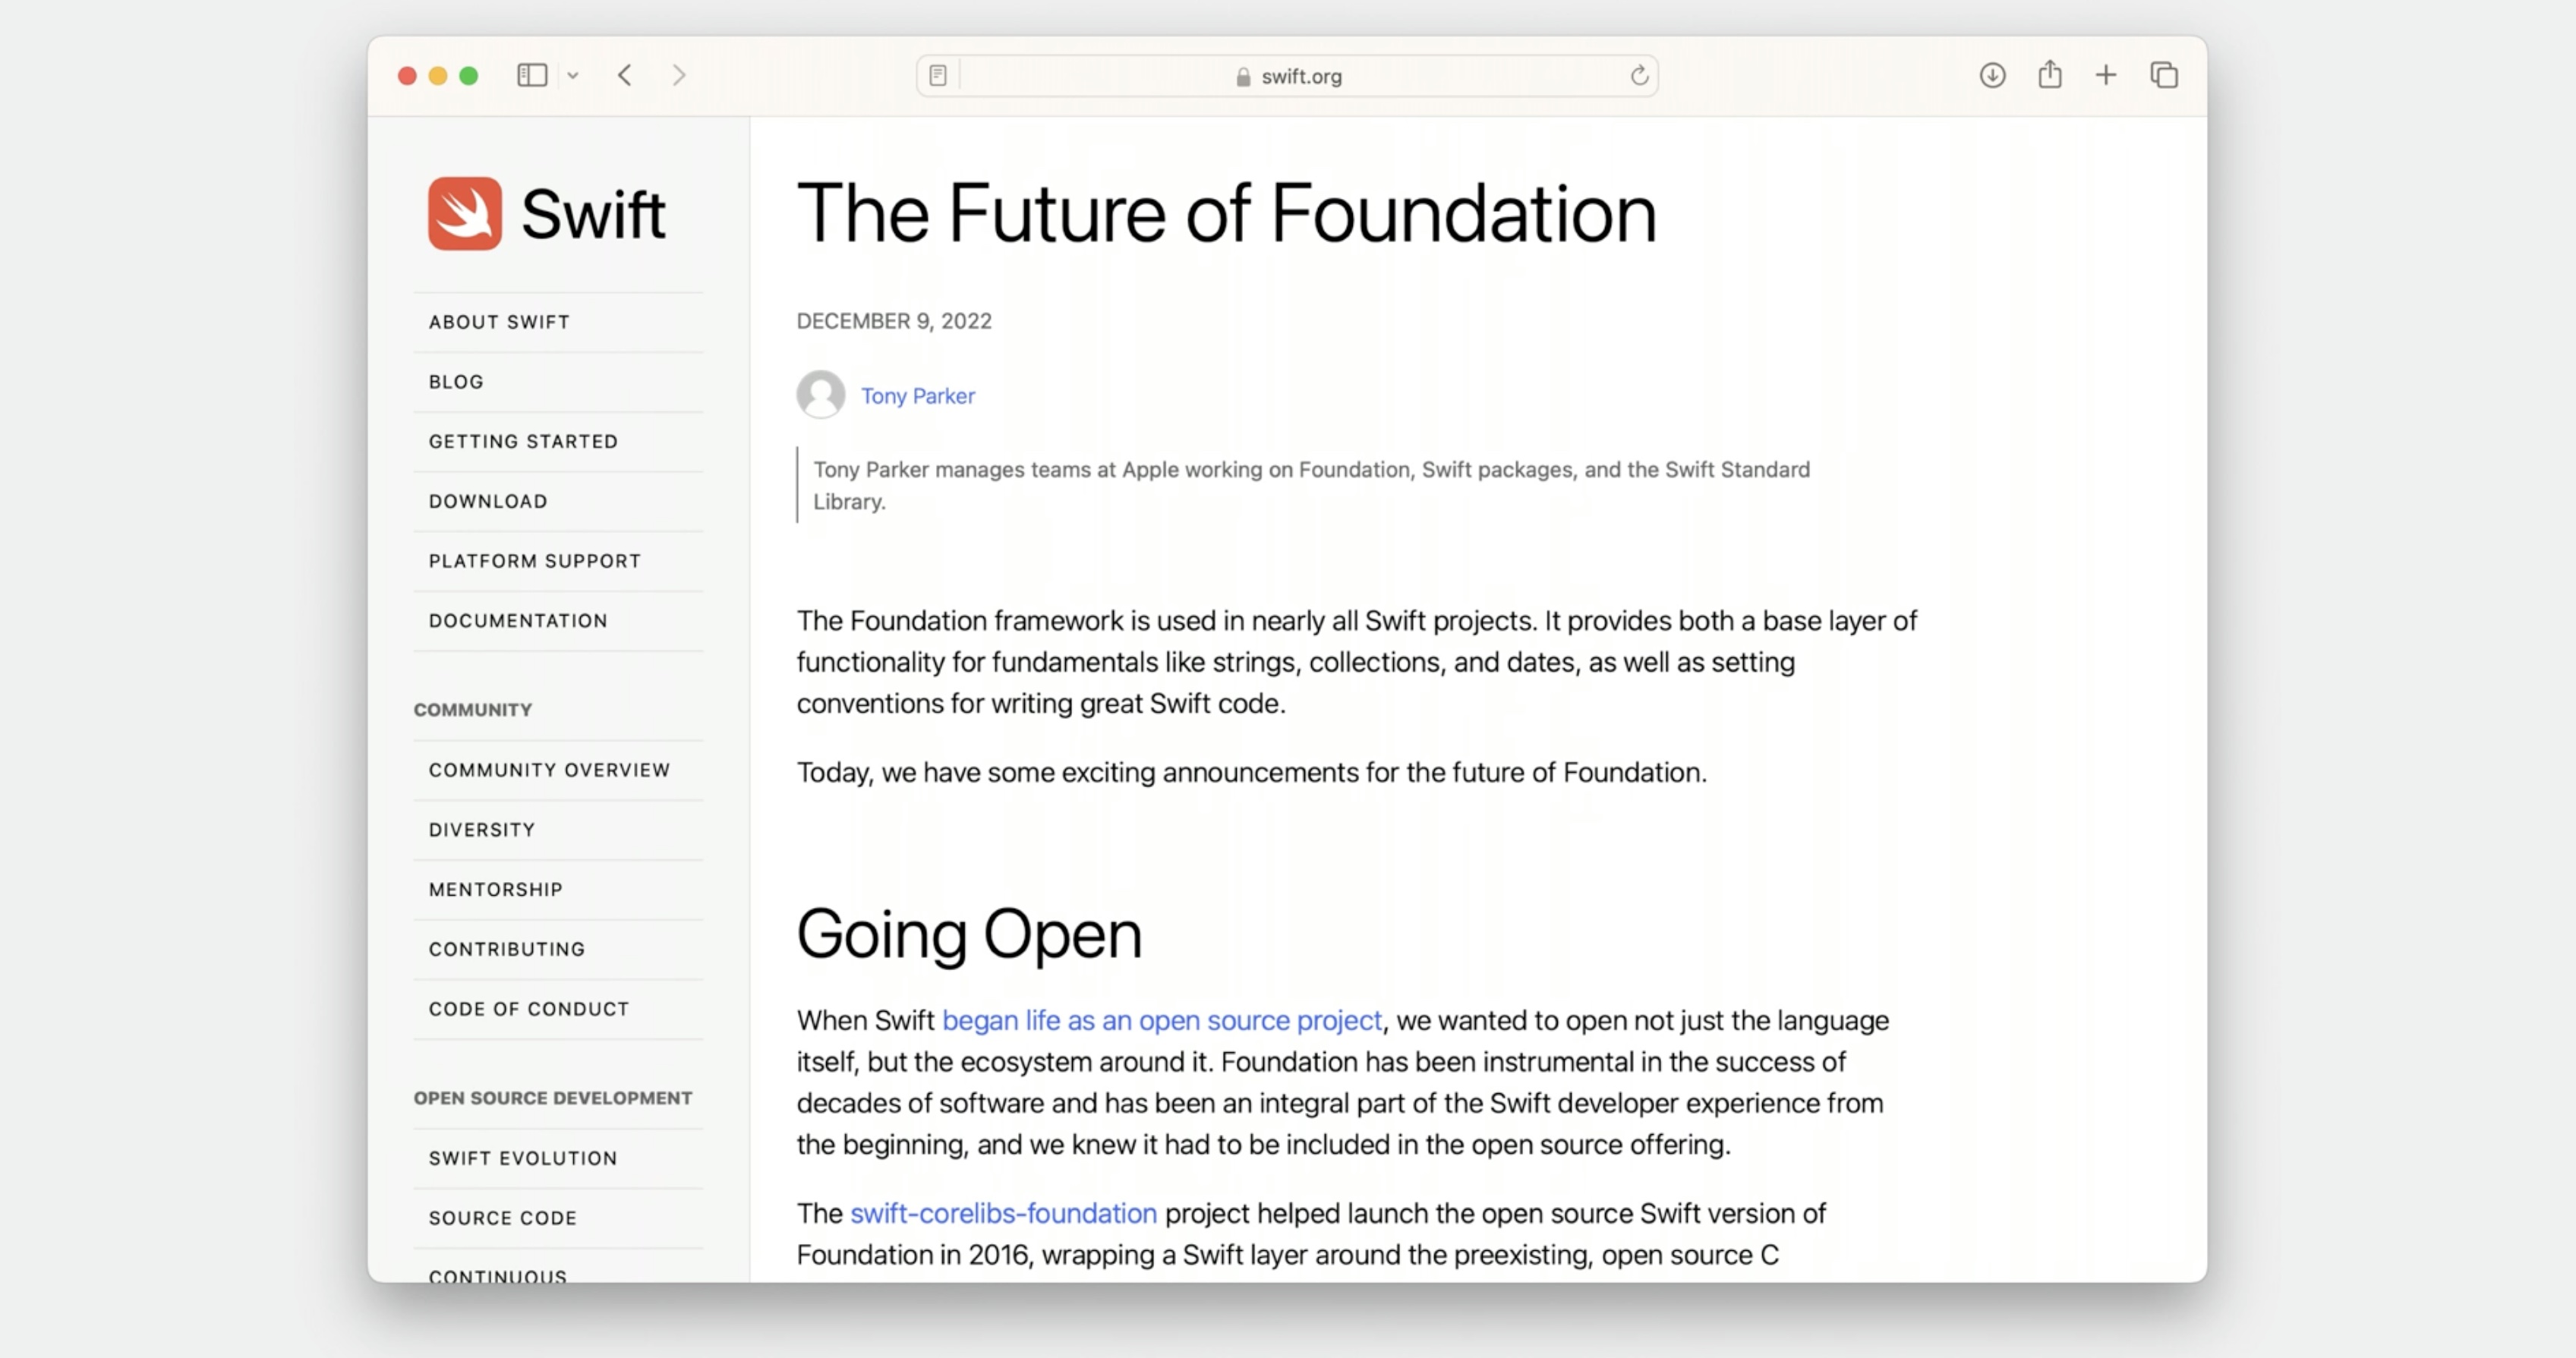 swift.org
Swift
ABOUT SWIFT
BLOG
GETTING STARTED
DOWNLOAD
PLATFORM SUPPORT
DOCUMENTATION
COMMUNITY
COMMUNITY OVERVIEW
DIVERSITY
MENTORSHIP
CONTRIBUTING
CODE OF CONDUCT
OPEN SOURCE DEVELOPMENT
SWIFT EVOLUTION
SOURCE CODE
CONTINUOUS
The Future of Foundation
DECEMBER 9, 2022
Tony Parker
Tony Parker manages teams at Apple working on Foundation, Swift packages, and the Swift Standard
Library.
The Foundation framework is used in nearly all Swift projects. It provides both a base layer of
functionality for fundamentals like strings, collections, and dates, as well as setting
conventions for writing great Swift code.
Today, we have some exciting announcements for the future of Foundation.
Going Open
When Swift began life as an open source project, we wanted to open not just the language
itself, but the ecosystem around it. Foundation has been instrumental in the success of
decades of software and has been an integral part of the Swift developer experience from
the beginning, and we knew it had to be included in the open source offering.
The swift-corelibs-foundation project helped launch the open source Swift version of
Foundation in 2016, wrapping a Swift layer around the preexisting, open source C